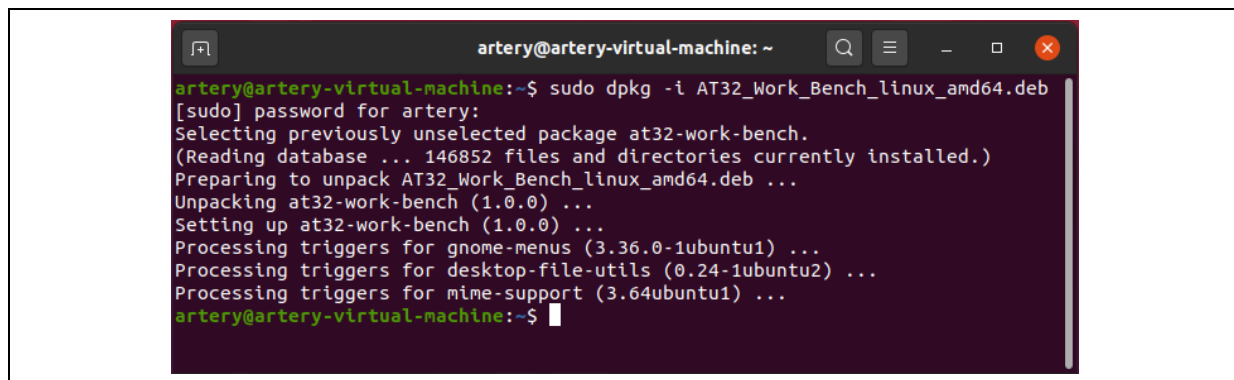 artery@artery-virtual-machine: ~
artery@artery-virtual-machine:~$ sudo dpkg -i AT32_Work_Bench_linux_amd64.deb
[sudo] password for artery:
Selecting previously unselected package at32-work-bench.
(Reading database ... 146852 files and directories currently installed.)
Preparing to unpack AT32_Work_Bench_linux_amd64.deb ...
Unpacking at32-work-bench (1.0.0) ...
Setting up at32-work-bench (1.0.0) ...
Processing triggers for gnome-menus (3.36.0-1ubuntu1) ...
Processing triggers for desktop-file-utils (0.24-1ubuntu2) ...
Processing triggers for mime-support (3.64ubuntu1) ...
artery@artery-virtual-machine:~$